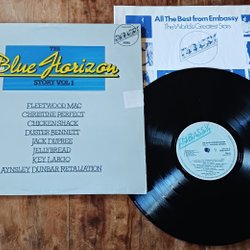 THE
Blue Horizon
STORY VOL 1
FLEETWOOD MAC
CHRISTINE PERFECT
CHICKEN SHACK
DUSTER BENNETT
JACK DUPREE
JELLYBREAD
KEY LARGO
AYNSLEY DUNBAR RETALIATION
All The Best from Embassy
The World's Greatest Stars
EMBASSY